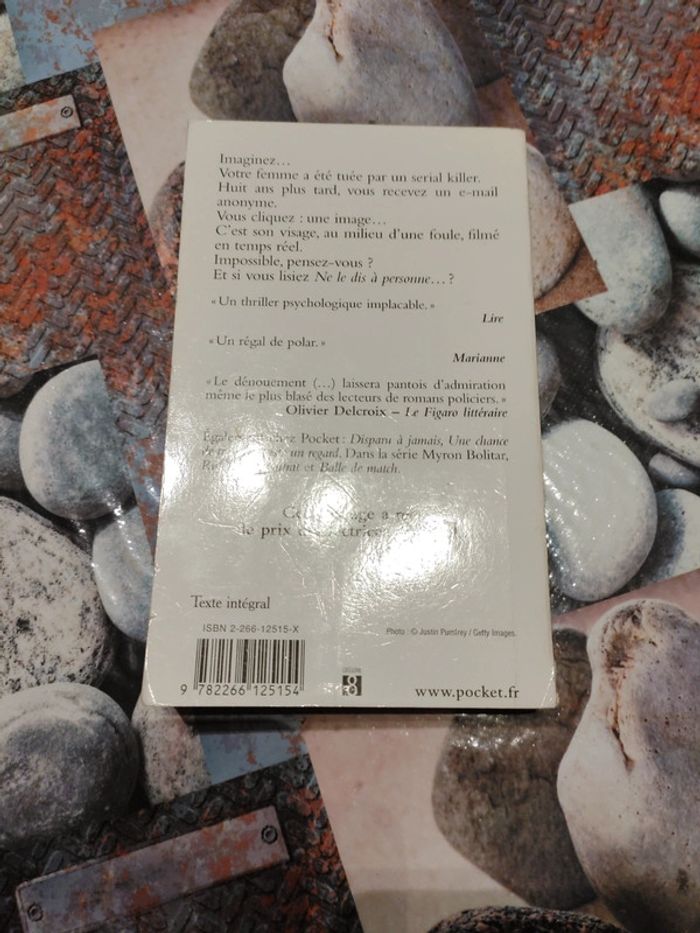 Imaginez...
Votre femme a été tuée par un serial killer.
Huit ans plus tard, vous recevez un e-mail
anonyme.
Vous cliquez : une image...
C'est son visage, au milieu d'une foule, filmé
en temps réel.
Impossible, pensez-vous ?
Et si vous lisiez Ne le dis à personne... ?
« Un thriller psychologique implacable. »
Lire
« Un régal de polar. »
Marianne
« Le dénouement (...) laissera pantois d'admiration
même le plus blasé des lecteurs de romans policiers. »
Olivier Delcroix – Le Figaro littéraire
chez Pocket : Disparu à jamais, Une chance
un regard. Dans la série Myron Bolitar,
et Balle de match.
a
le prix
Texte intégral
ISBN 2-266-12515-X
Photo : © Justin Pumfrey / Getty Images.
9 782266 125154
www.pocket.fr